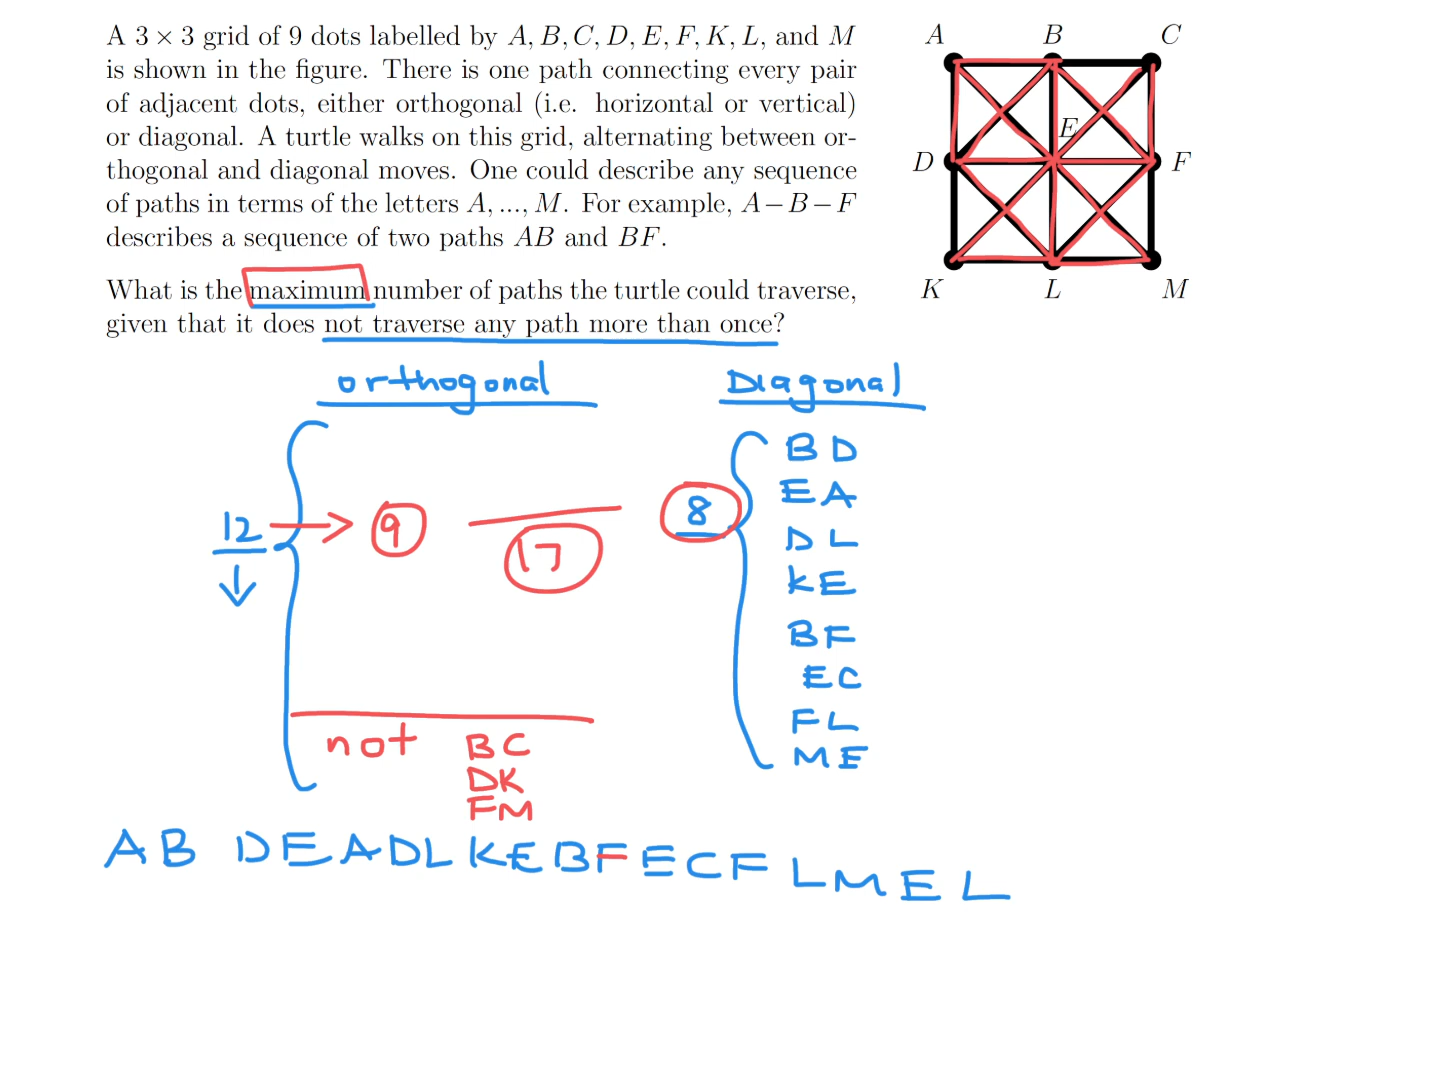 A 3 × 3 grid of 9 dots labelled by A, B, C, D, E, F, K, L, and M
is shown in the figure. There is one path connecting every pair
of adjacent dots, either orthogonal (i.e. horizontal or vertical)
or diagonal. A turtle walks on this grid, alternating between or-
thogonal and diagonal moves. One could describe any sequence
of paths in terms of the letters A, ..., M. For example, A − B − F
describes a sequence of two paths AB and BF.
What is the maximum number of paths the turtle could traverse,
given that it does not traverse any path more than once?
A B C
E
D F
K L M
orthogonal
Diagonal
12
9
17
8
BD
EA
DL
KE
BF
EC
FL
ME
not BC
DK
FM
AB DEADLKEBFECFLMEL